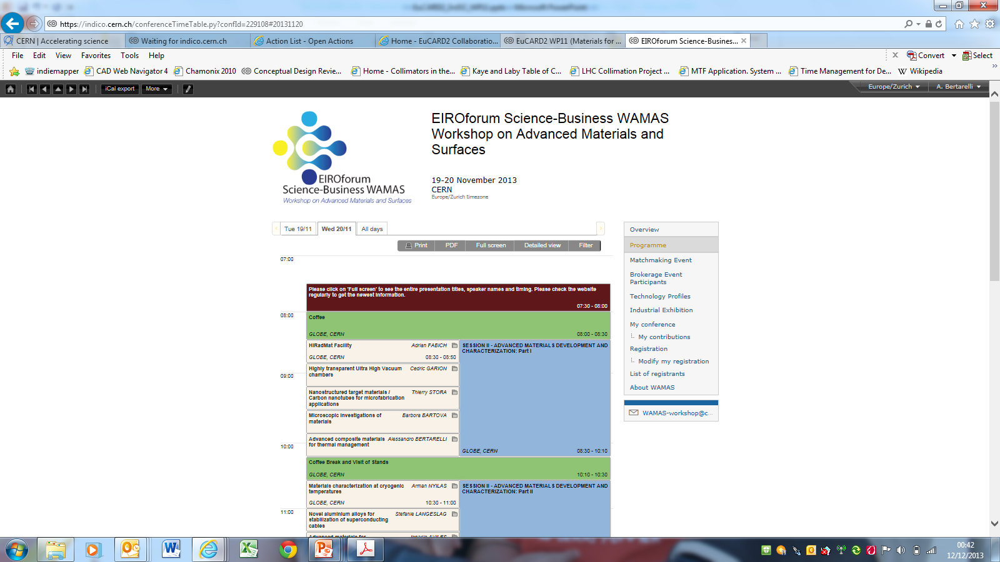 EuCARD2_XXXX_WP11.pptx - Microsoft PowerPoint
https://indico.cern.ch/conferenceTimeTable.py?confId=229108#20131120
CERN | Accelerating science
Waiting for indico.cern.ch
Action List - Open Actions
Home - EuCARD2 Collaboratio...
EuCARD2 WP11 (Materials for ...
EIROforum Science-Busines...
File Edit View Favorites Tools Help
Convert Select
indiemapper
CAD Web Navigator 4
Chamonix 2010
Conceptual Design Revie...
Home - Collimators in the...
Kaye and Laby Table of C...
LHC Collimation Project ...
MTF Application. System ...
Time Management for De...
Wikipedia
iCal export More
Europe/Zurich A. Bertarelli
EIROforum
Science-Business WAMAS
Workshop on Advanced Materials and Surfaces
EIROforum Science-Business WAMAS
Workshop on Advanced Materials and
Surfaces
19-20 November 2013
CERN
Europe/Zurich timezone
Tue 19/11 Wed 20/11 All days
Print PDF Full screen Detailed view Filter
07:00
Please click on 'Full screen' to see the entire presentation titles, speaker names and timing. Please check the website
regularly to get the newest information.
07:30 - 08:00
08:00
Coffee
GLOBE, CERN 08:00 - 08:30
HiRadMat Facility Adrian FABICH
GLOBE, CERN 08:30 - 08:50
Highly transparent Ultra High Vacuum Cedric GARION
chambers
09:00
Nanostructured target materials / Thierry STORA
Carbon nanotubes for microfabrication
applications
Microscopic investigations of Barbora BARTOVA
materials
Advanced composite materials Alessandro BERTARELLI
for thermal management
10:00
SESSION II - ADVANCED MATERIALS DEVELOPMENT AND
CHARACTERIZATION: Part I
GLOBE, CERN 08:30 - 10:10
Coffee Break and Visit of Stands
GLOBE, CERN 10:10 - 10:30
Materials characterization at cryogenic Arman NYILAS
temperatures
GLOBE, CERN 10:30 - 11:00
SESSION II - ADVANCED MATERIALS DEVELOPMENT AND
CHARACTERIZATION: Part II
11:00
Novel aluminium alloys for Stefanie LANGESLAG
stabilization of superconducting
cables
Advanced materials for Ignacio AVILES
Overview
Programme
Matchmaking Event
Brokerage Event
Participants
Technology Profiles
Industrial Exhibition
My conference
My contributions
Registration
Modify my registration
List of registrants
About WAMAS
WAMAS-workshop@c...
00:42
12/12/2013